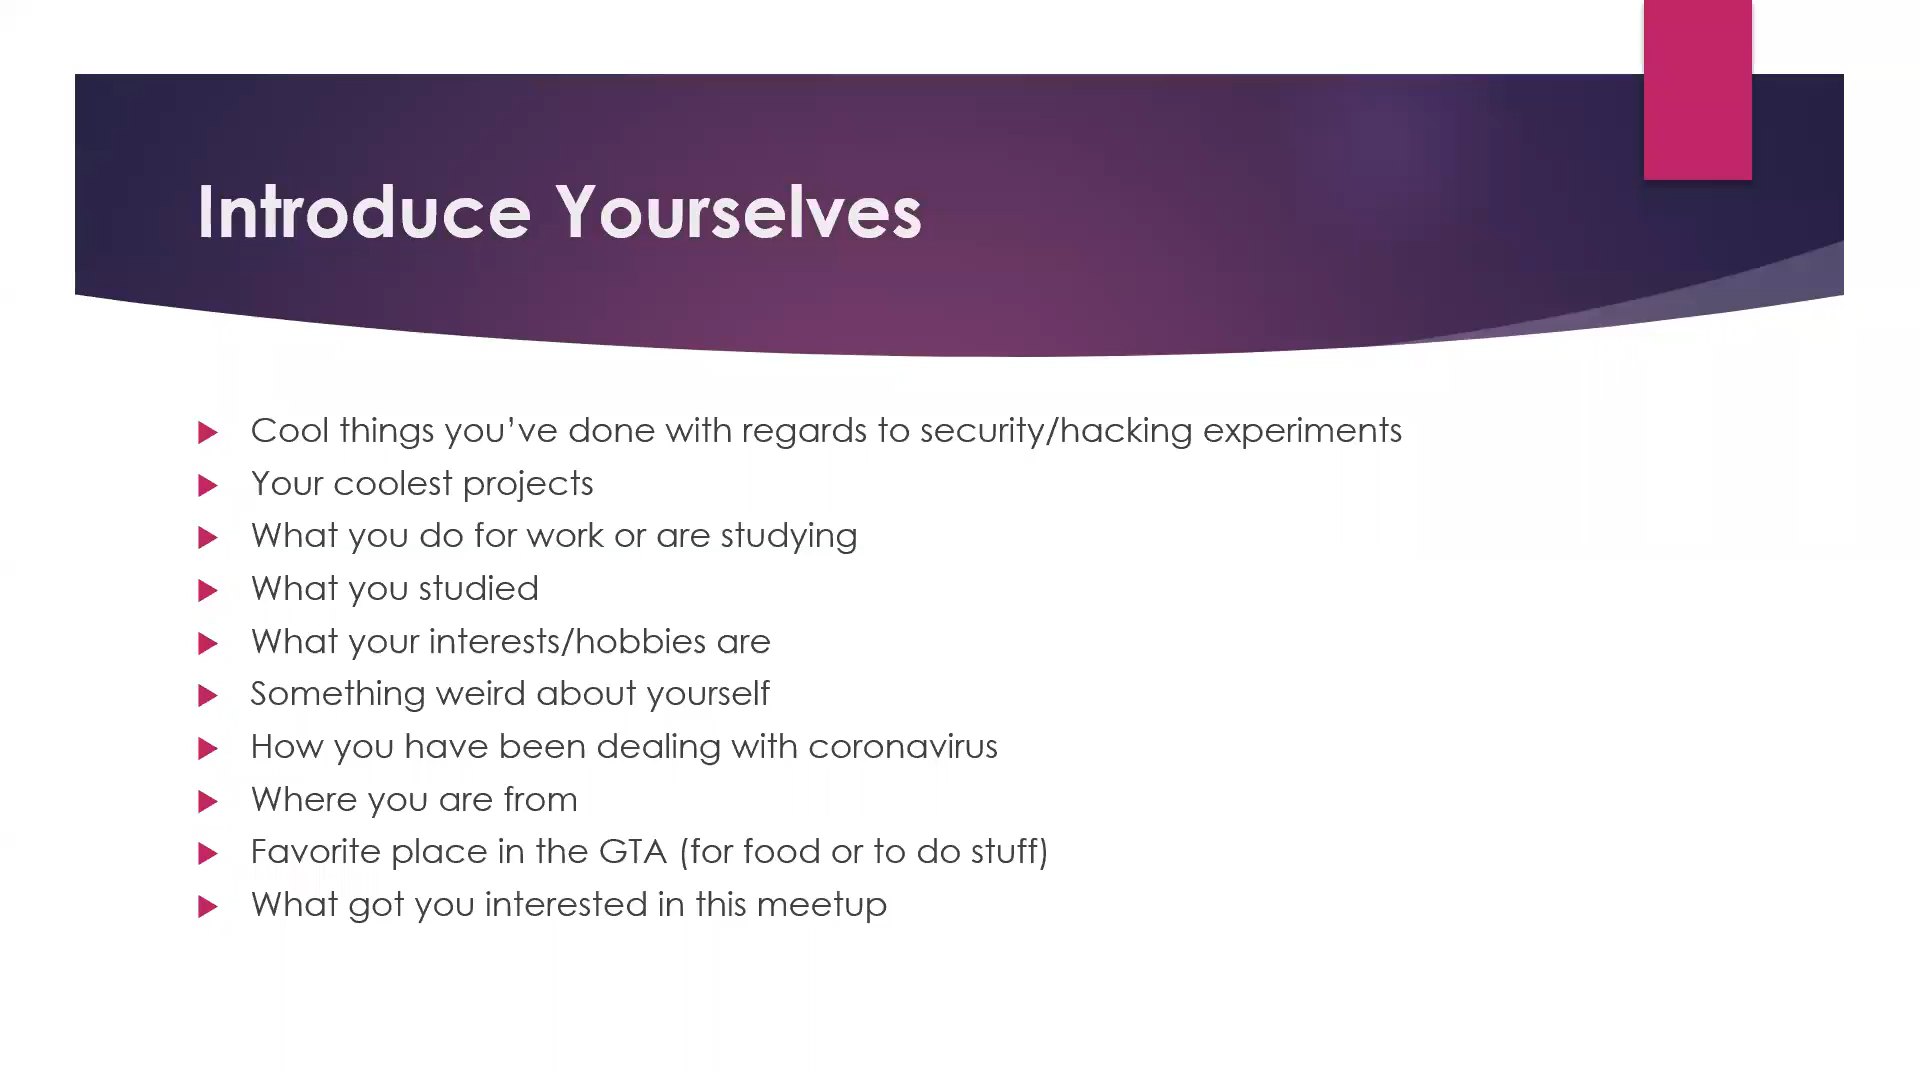 Introduce Yourselves
Cool things you’ve done with regards to security/hacking experiments
Your coolest projects
What you do for work or are studying
What you studied
What your interests/hobbies are
Something weird about yourself
How you have been dealing with coronavirus
Where you are from
Favorite place in the GTA (for food or to do stuff)
What got you interested in this meetup